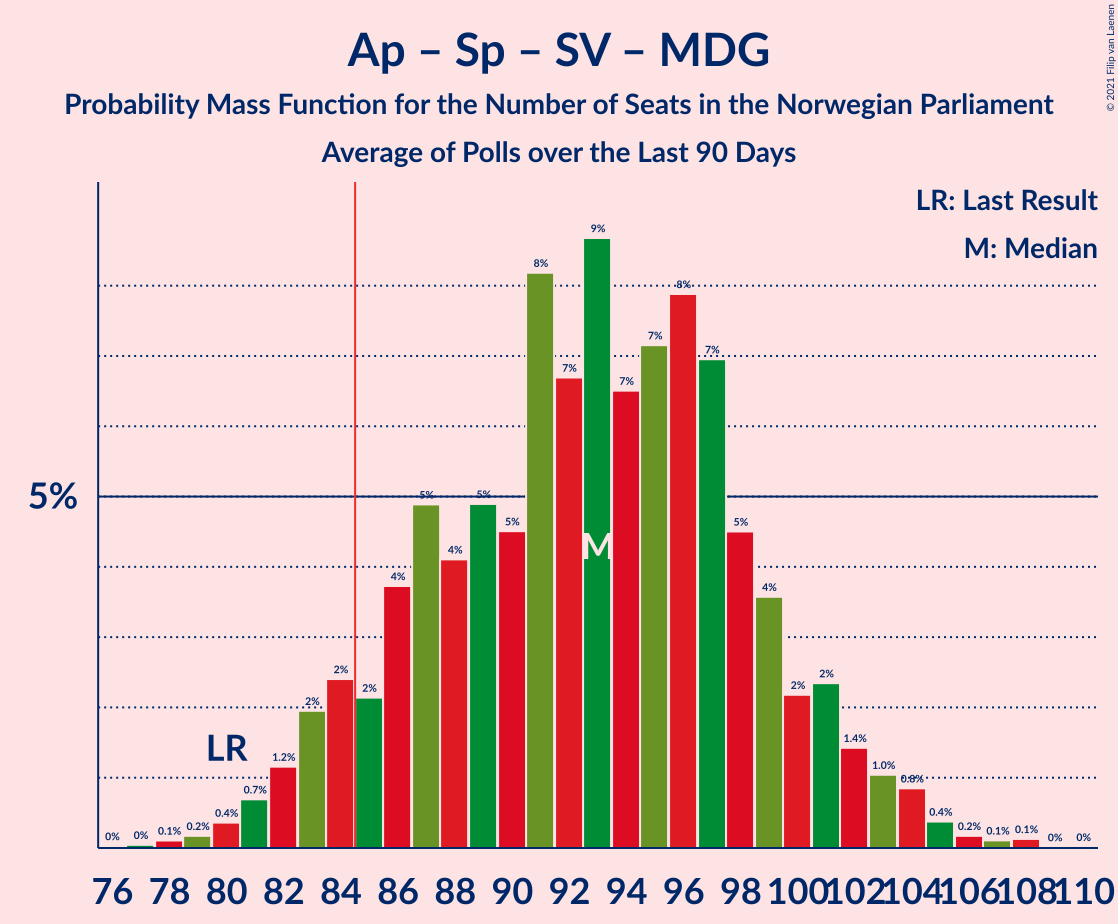 Ap – Sp – SV – MDG
Probability Mass Function for the Number of Seats in the Norwegian Parliament
Average of Polls over the Last 90 Days
© 2021 Filip van Laenen
LR: Last Result
M: Median
5%
LR
M
0% 0% 0.1% 0.2% 0.4% 0.7% 1.2% 2% 2% 2% 4% 5% 4% 5% 5% 8% 7% 9% 7% 7% 8% 7% 5% 4% 2% 2% 1.4% 1.0% 0.8% 0.4% 0.2% 0.1% 0.1% 0% 0%
76 78 80 82 84 86 88 90 92 94 96 98 100 102 104 106 108 110